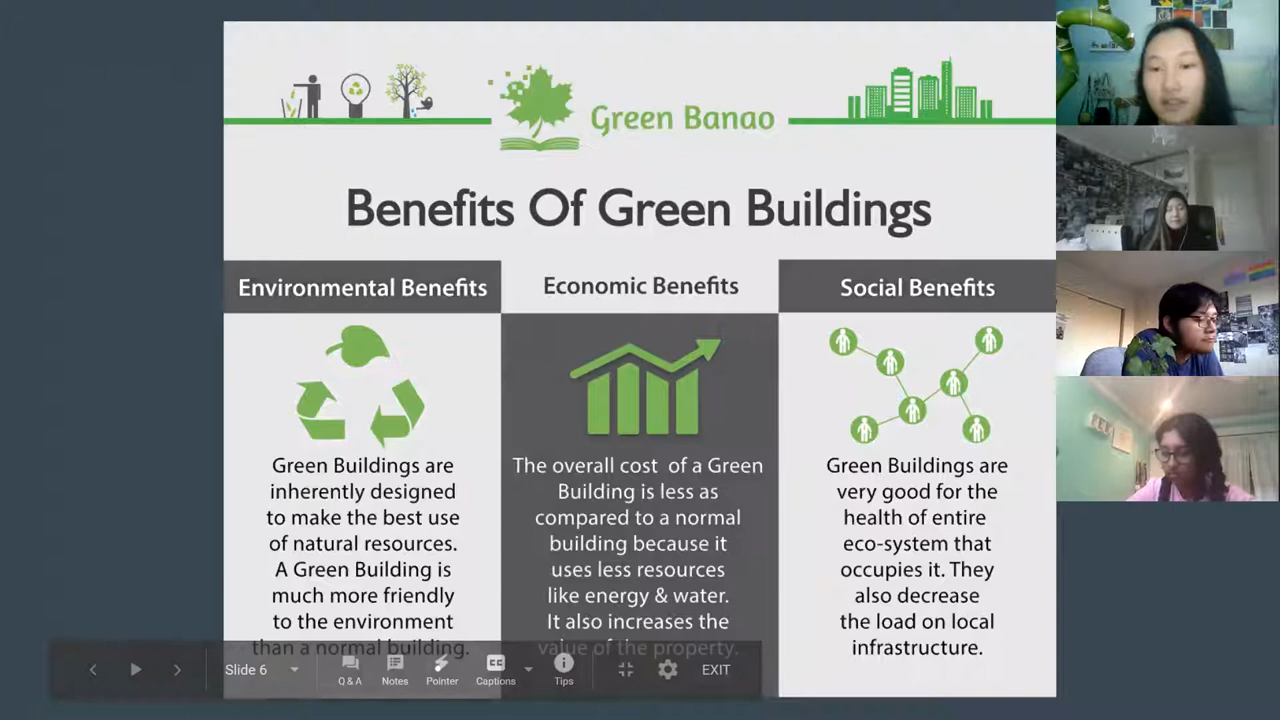 Green Banao
Benefits Of Green Buildings
Environmental Benefits
Green Buildings are
inherently designed
to make the best use
of natural resources.
A Green Building is
much more friendly
to the environment
than a normal building.
Economic Benefits
The overall cost of a Green
Building is less as
compared to a normal
building because it
uses less resources
like energy & water.
It also increases the
value of the property.
Social Benefits
Green Buildings are
very good for the
health of entire
eco-system that
occupies it. They
also decrease
the load on local
infrastructure.
Slide 6
Q & A
Notes
Pointer
CC
Captions
Tips
EXIT